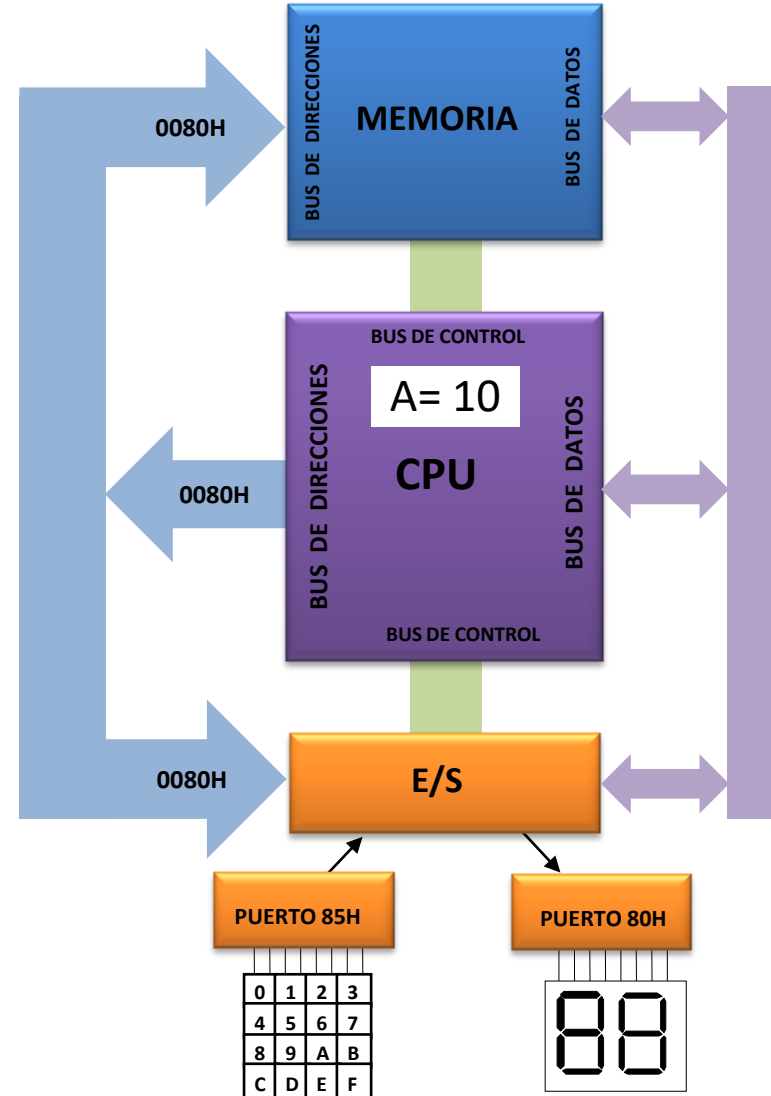 MEMORIA
BUS DE DIRECCIONES
BUS DE DATOS
0080H
BUS DE CONTROL
A= 10
CPU
BUS DE DIRECCIONES
BUS DE DATOS
0080H
BUS DE CONTROL
0080H
E/S
PUERTO 85H
PUERTO 80H
0 1 2 3
4 5 6 7
8 9 A B
C D E F
88